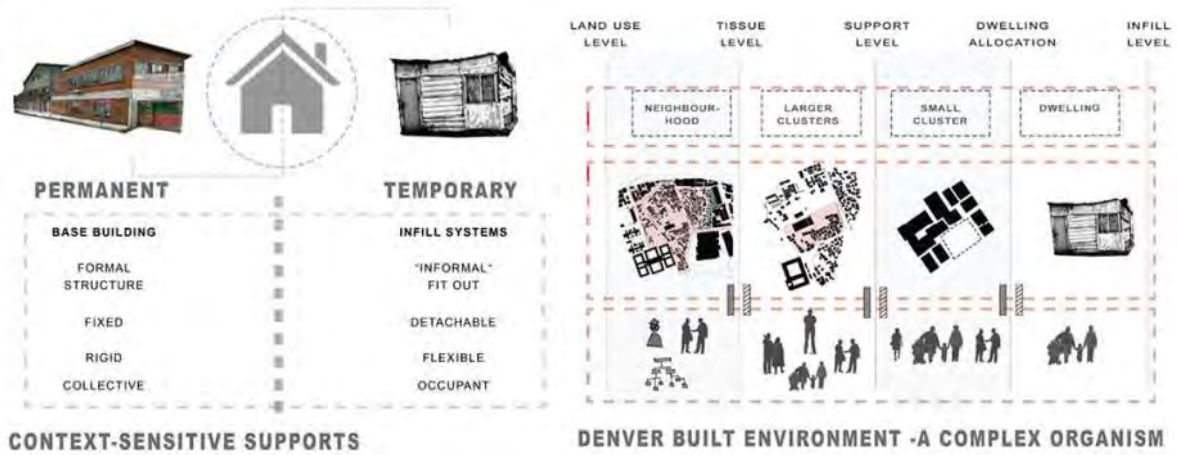 PERMANENT
TEMPORARY
BASE BUILDING
INFILL SYSTEMS
FORMAL
STRUCTURE
"INFORMAL"
FIT OUT
FIXED
DETACHABLE
RIGID
FLEXIBLE
COLLECTIVE
OCCUPANT
CONTEXT-SENSITIVE SUPPORTS
LAND USE
LEVEL
TISSUE
LEVEL
SUPPORT
LEVEL
DWELLING
ALLOCATION
INFILL
LEVEL
NEIGHBOUR-
HOOD
LARGER
CLUSTERS
SMALL
CLUSTER
DWELLING
DENVER BUILT ENVIRONMENT -A COMPLEX ORGANISM